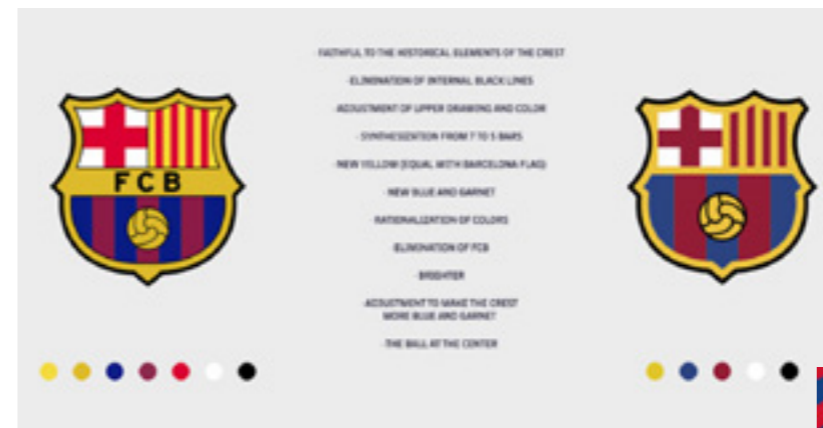 · FAITHFUL TO THE HISTORICAL ELEMENTS OF THE CREST
· ELIMINATION OF INTERNAL BLACK LINES
· ADJUSTMENT OF UPPER DRAWING AND COLOR
· SYNTHESIZATION FROM 7 TO 5 BARS
· NEW YELLOW (EQUAL WITH BARCELONA FLAG)
· NEW BLUE AND GARNET
· RATIONALIZATION OF COLORS
· ELIMINATION OF FCB
· BRIGHTER
· ADJUSTMENT TO MAKE THE CREST
MORE BLUE AND GARNET
· THE BALL AT THE CENTER
FCB